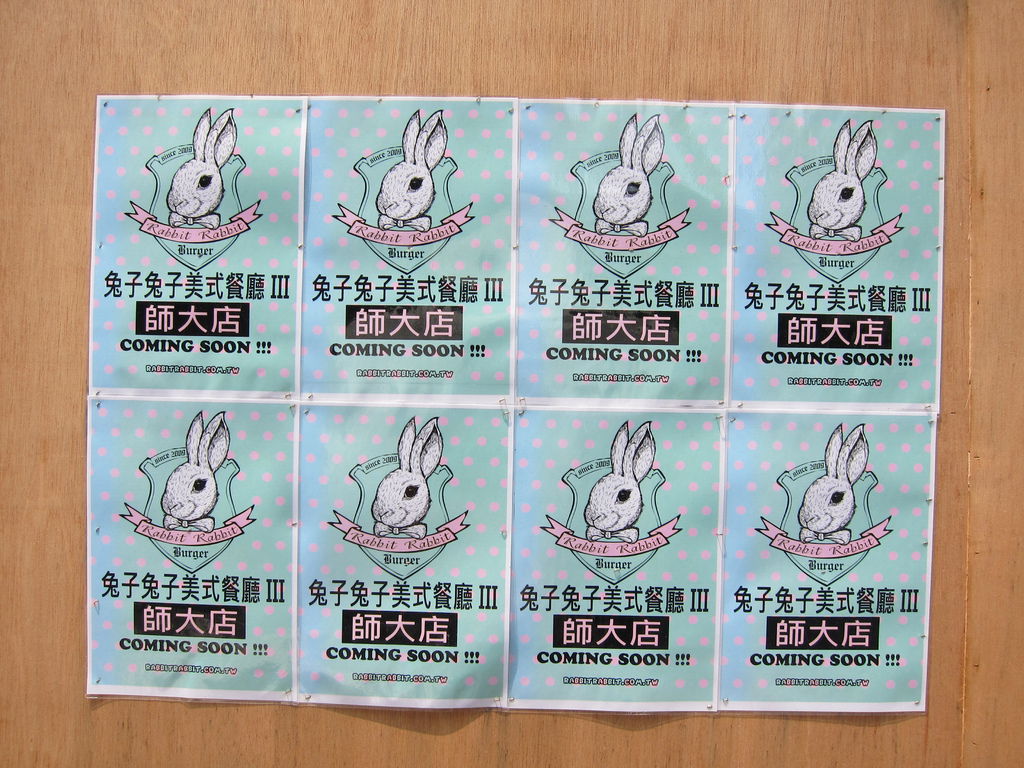 since 2009
Rabbit Rabbit
Burger
兔子兔子美式餐廳 III
師大店
COMING SOON !!!
RABBITRABBIT.COM.TW
since 2009
Rabbit Rabbit
Burger
兔子兔子美式餐廳 III
師大店
COMING SOON !!!
RABBITRABBIT.COM.TW
since 2009
Rabbit Rabbit
Burger
兔子兔子美式餐廳 III
師大店
COMING SOON !!!
RABBITRABBIT.COM.TW
since 2009
Rabbit Rabbit
Burger
兔子兔子美式餐廳 III
師大店
COMING SOON !!!
RABBITRABBIT.COM.TW
since 2009
Rabbit Rabbit
Burger
兔子兔子美式餐廳 III
師大店
COMING SOON !!!
RABBITRABBIT.COM.TW
since 2009
Rabbit Rabbit
Burger
兔子兔子美式餐廳 III
師大店
COMING SOON !!!
RABBITRABBIT.COM.TW
since 2009
Rabbit Rabbit
Burger
兔子兔子美式餐廳 III
師大店
COMING SOON !!!
RABBITRABBIT.COM.TW
since 2009
Rabbit Rabbit
Burger
兔子兔子美式餐廳 III
師大店
COMING SOON !!!
RABBITRABBIT.COM.TW